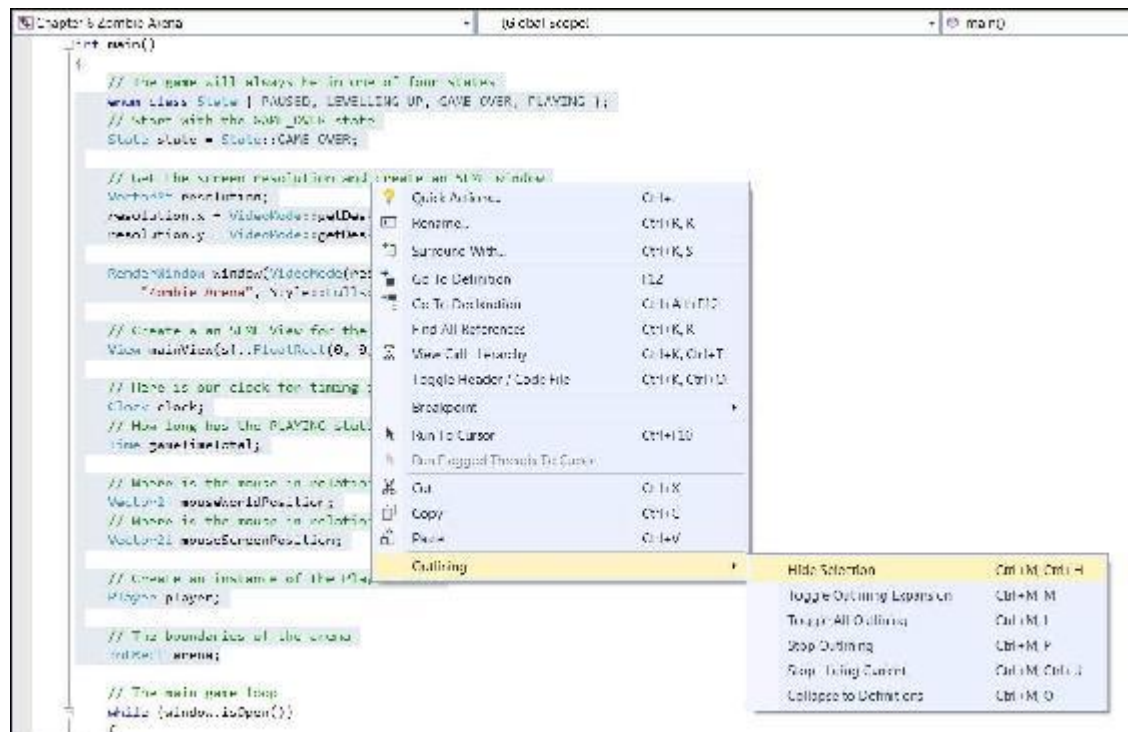 Chapter 6 Zombie Arena (Global Scope) main()
int main()
{
// The game will always be in one of four states
enum class State { PAUSED, LEVELLING_UP, GAME_OVER, PLAYING };
// Start with the GAME_OVER state
State state = State::GAME_OVER;
// Get the screen resolution and create an SFML window
Vector2f resolution;
resolution.x = VideoMode::getDes
resolution.y = VideoMode::getDes
RenderWindow window(VideoMode(res
"Zombie Arena", Style::Fullsc
// Create a an SFML View for the
View mainView(sf::FloatRect(0, 0,
// Here is our clock for timing
Clock clock;
// How long has the PLAYING stat
Time gameTimeTotal;
// Where is the mouse in relation
Vector2f mouseWorldPosition;
// Where is the mouse in relation
Vector2i mouseScreenPosition;
// Create an instance of the Pla
Player player;
// The boundaries of the arena
IntRect arena;
// The main game loop
while (window.isOpen())
{
Quick Actions... Ctrl+.
Rename... Ctrl+R, R
Surround With... Ctrl+K, S
Go To Definition F12
Go To Declaration Ctrl+Alt+F12
Find All References Ctrl+K, R
View Call Hierarchy Ctrl+K, Ctrl+T
Toggle Header / Code File Ctrl+K, Ctrl+O
Breakpoint
Run To Cursor Ctrl+F10
Run Flagged Threads To Cursor
Cut Ctrl+X
Copy Ctrl+C
Paste Ctrl+V
Outlining
Hide Selection Ctrl+M, Ctrl+H
Toggle Outlining Expansion Ctrl+M, M
Toggle All Outlining Ctrl+M, L
Stop Outlining Ctrl+M, P
Stop Hiding Current Ctrl+M, Ctrl+U
Collapse to Definitions Ctrl+M, O